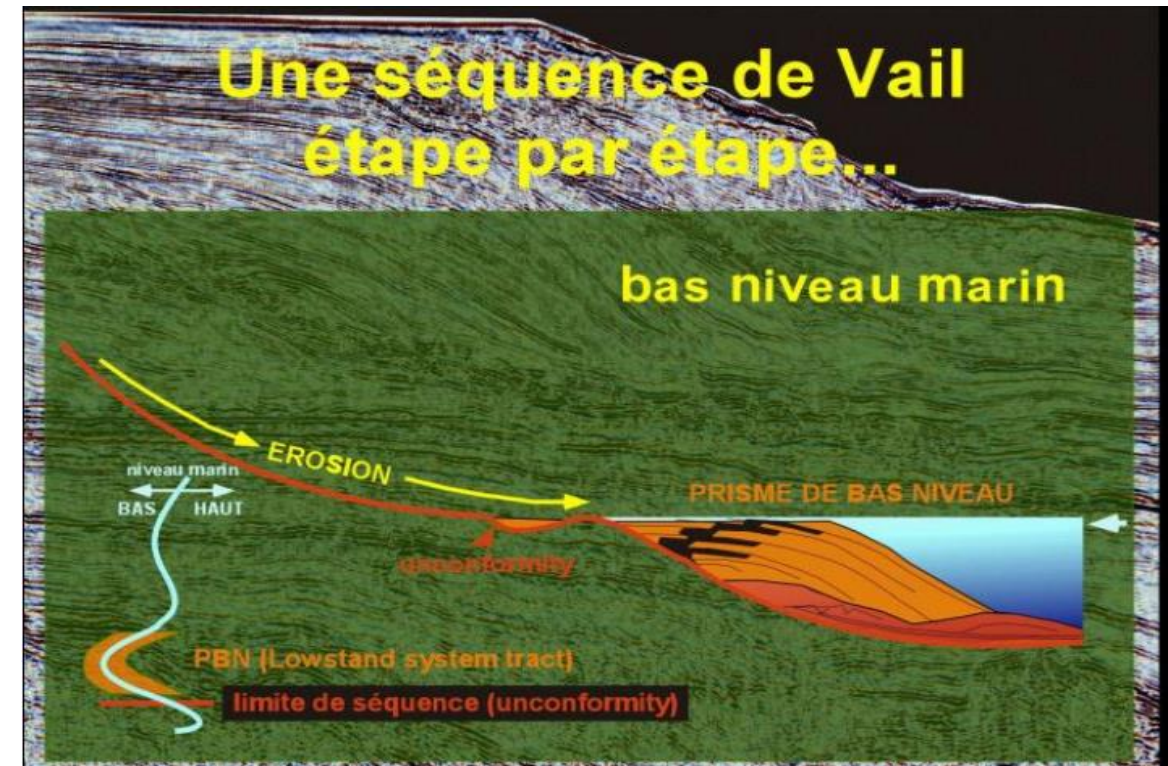 Une séquence de Vail
étape par étape...
bas niveau marin
EROSION
niveau marin
BAS HAUT
PRISME DE BAS NIVEAU
unconformity
PBN (Lowstand system tract)
limite de séquence (unconformity)